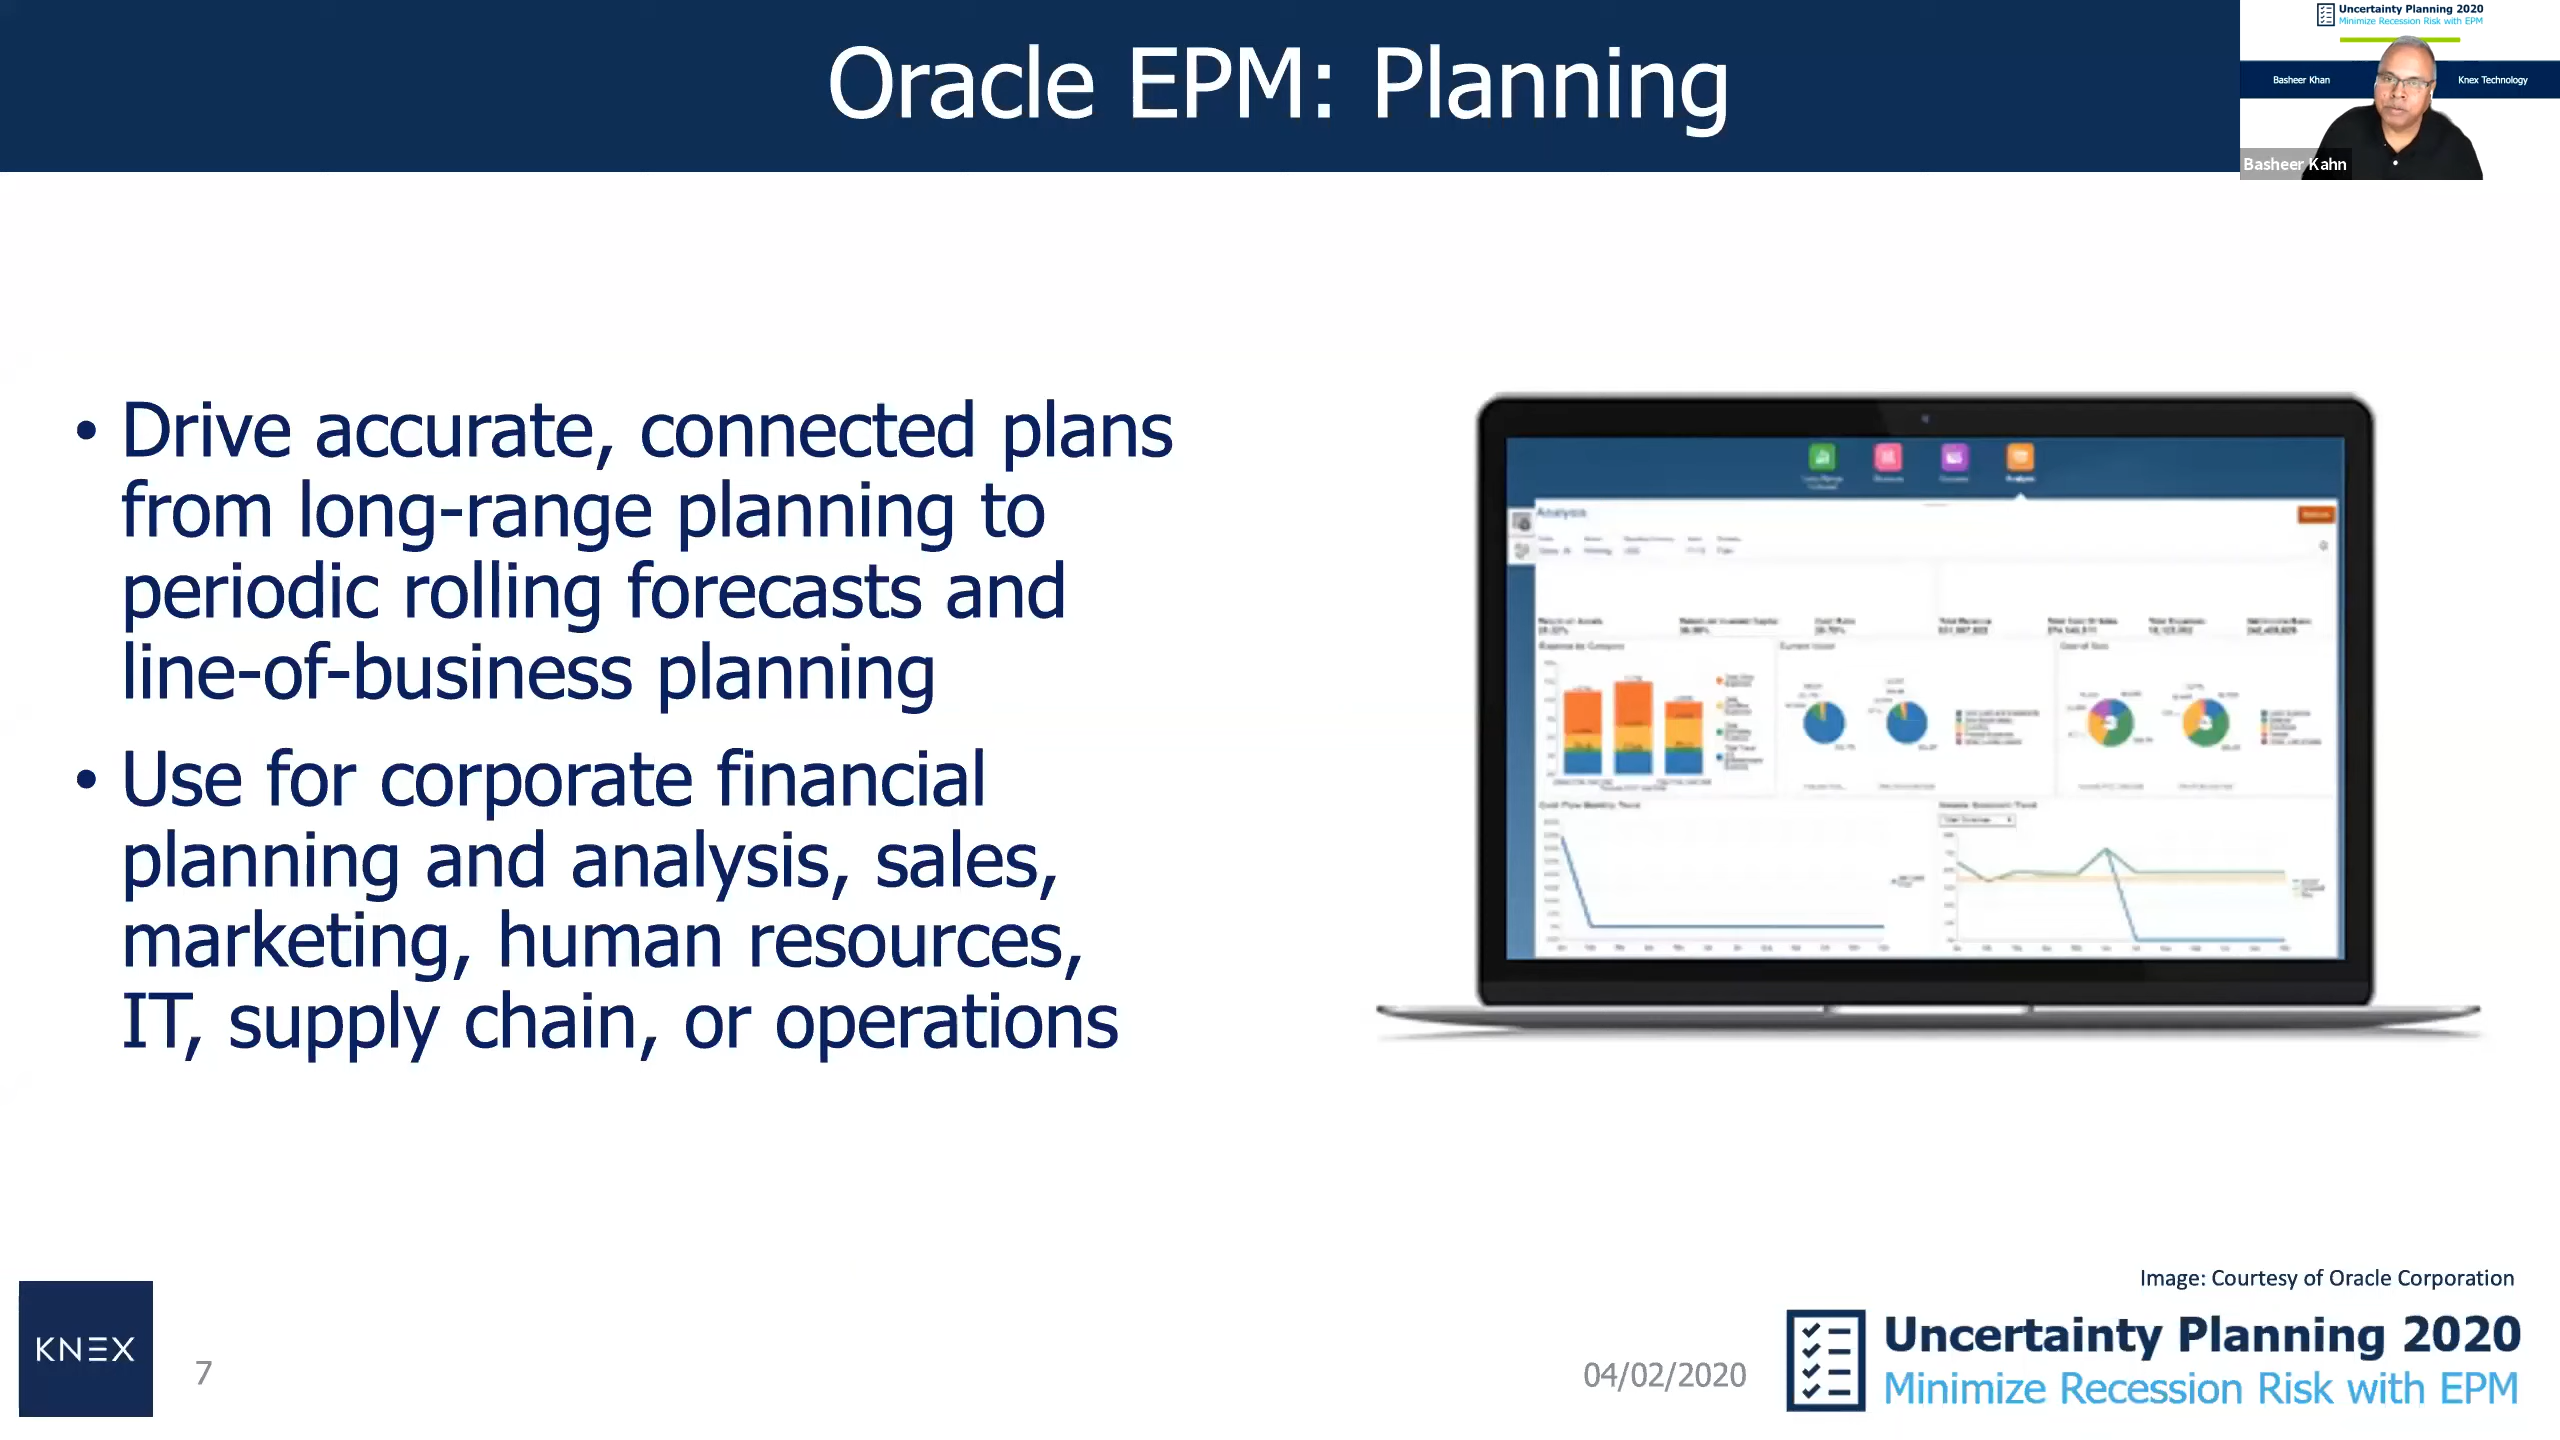 Oracle EPM: Planning
Uncertainty Planning 2020
Minimize Recession Risk with EPM
Basheer Khan
Knex Technology
Basheer Kahn
• Drive accurate, connected plans
from long-range planning to
periodic rolling forecasts and
line-of-business planning
• Use for corporate financial
planning and analysis, sales,
marketing, human resources,
IT, supply chain, or operations
Analysis
Analysis
Image: Courtesy of Oracle Corporation
KNEX
7
04/02/2020
Uncertainty Planning 2020
Minimize Recession Risk with EPM